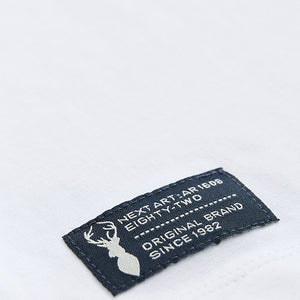 NEXT ART: AR1608
EIGHTY-TWO
ORIGINAL BRAND
SINCE 1982